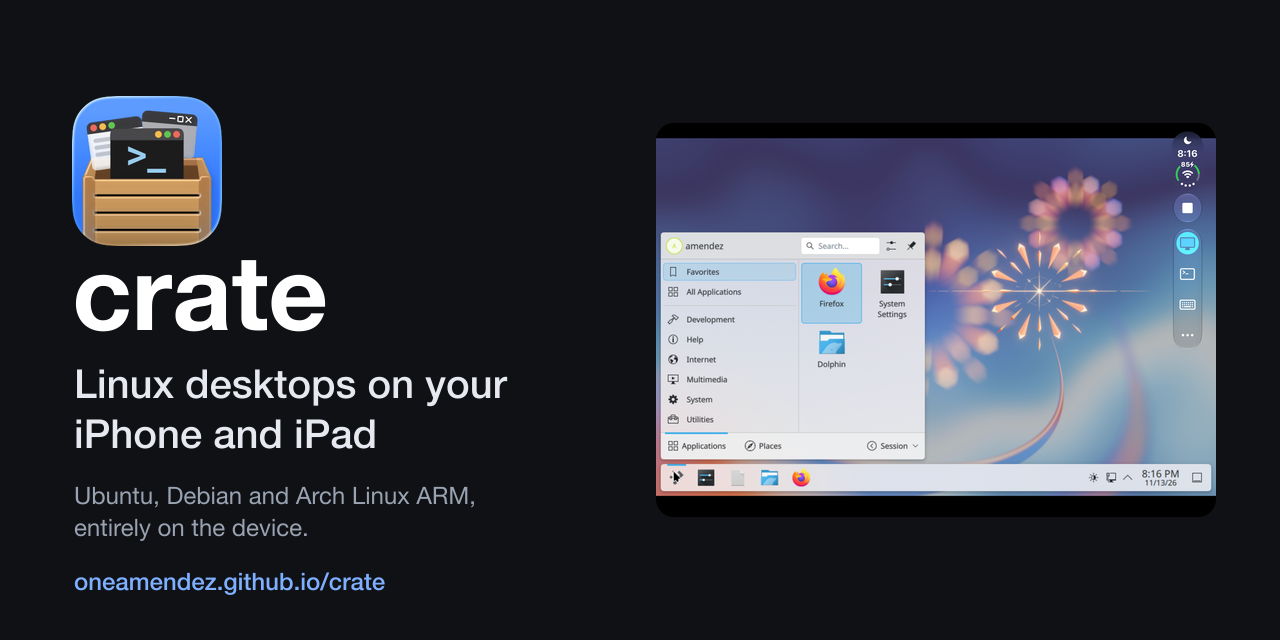 >_
crate
Linux desktops on your
iPhone and iPad
Ubuntu, Debian and Arch Linux ARM,
entirely on the device.
oneamendez.github.io/crate
8:16
85
A
amendez
Search...
Favorites
All Applications
Development
Help
Internet
Multimedia
System
Utilities
Firefox
System
Settings
Dolphin
Applications
Places
Session
8:16 PM
11/13/26